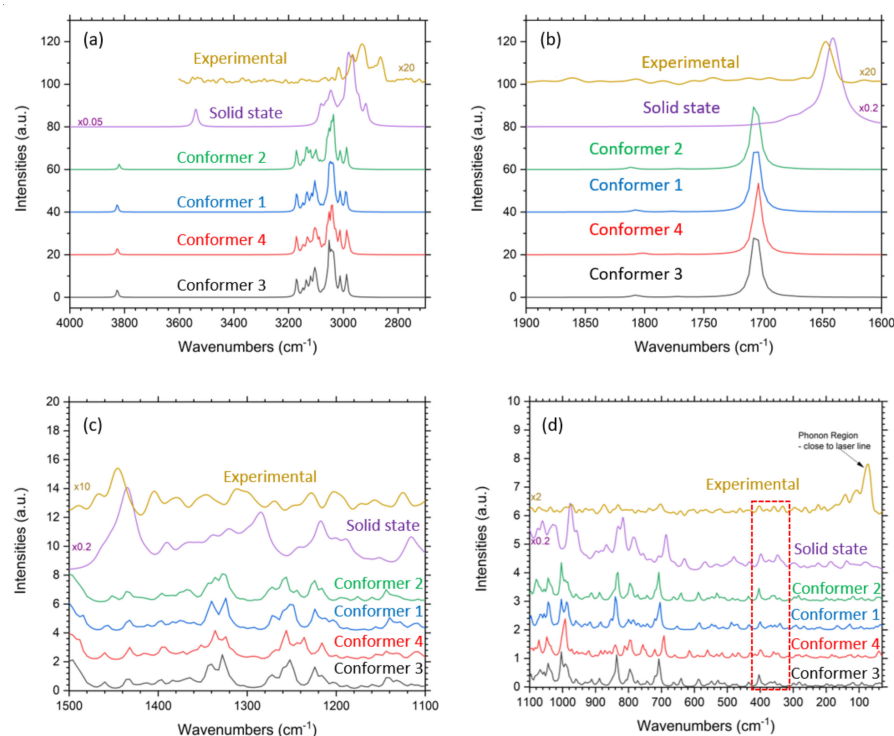 (a)
Experimental
x20
Solid state
x0.05
Conformer 2
Conformer 1
Conformer 4
Conformer 3
Intensities (a.u.)
0
20
40
60
80
100
120
4000 3800 3600 3400 3200 3000 2800
Wavenumbers (cm-1)
(b)
Experimental
x20
Solid state
x0.2
Conformer 2
Conformer 1
Conformer 4
Conformer 3
Intensities (a.u.)
0
20
40
60
80
100
120
1900 1850 1800 1750 1700 1650 1600
Wavenumbers (cm-1)
(c)
x10
Experimental
Solid state
x0.2
Conformer 2
Conformer 1
Conformer 4
Conformer 3
Intensities (a.u.)
0
2
4
6
8
10
12
14
16
18
20
1500 1400 1300 1200 1100
Wavenumbers (cm-1)
(d)
Phonon Region
- close to laser line
Experimental
x2
x0.2
Solid state
Conformer 2
Conformer 1
Conformer 4
Conformer 3
Intensities (a.u.)
0
1
2
3
4
5
6
7
8
9
10
1100 1000 900 800 700 600 500 400 300 200 100
Wavenumbers (cm-1)